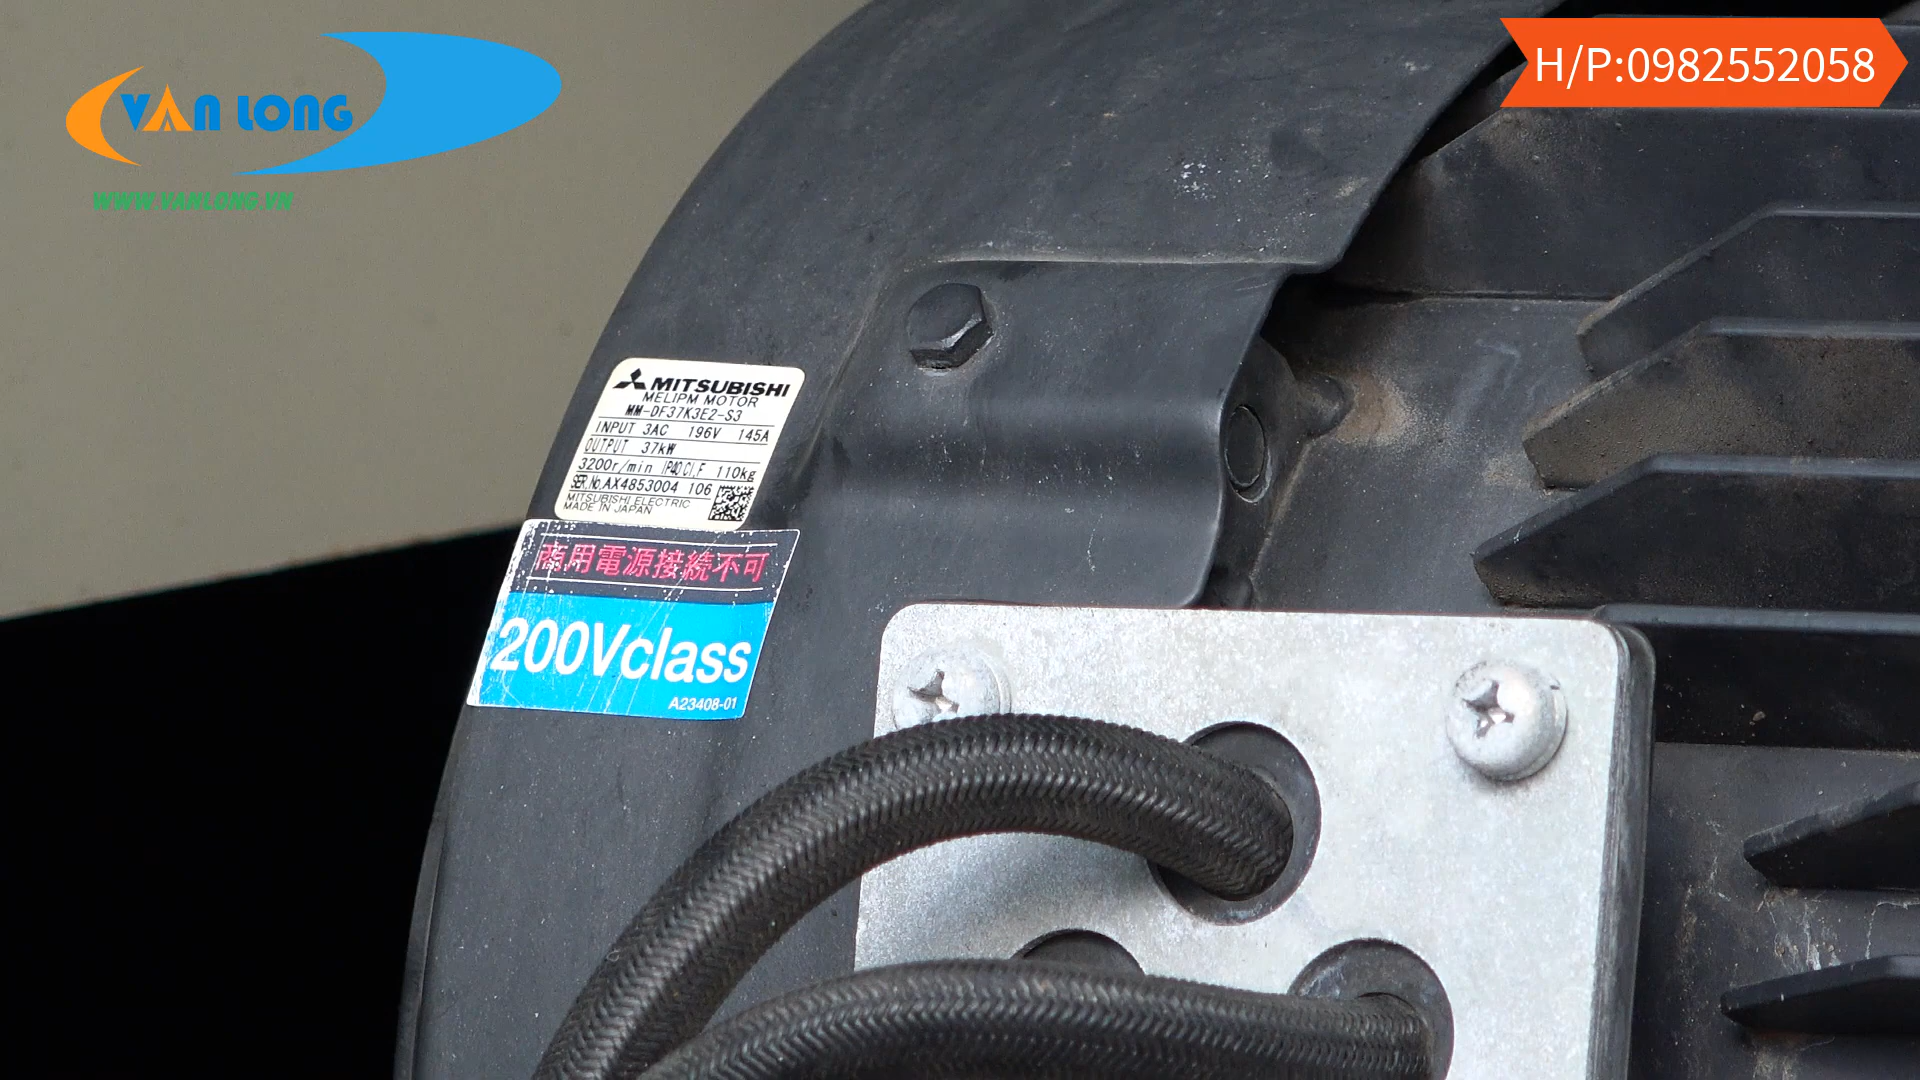 VAN LONG
WWW.VANLONG.VN
H/P:0982552058
MITSUBISHI
MELIPM MOTOR
MM-DF37K3E2-S3
INPUT 3AC 196V 145A
OUTPUT 37kW
3200r/min IP40 Cl.F 110kg
SER.No.AX4853004 106
MITSUBISHI ELECTRIC
MADE IN JAPAN
商用電源接続不可
200Vclass
A23408-01